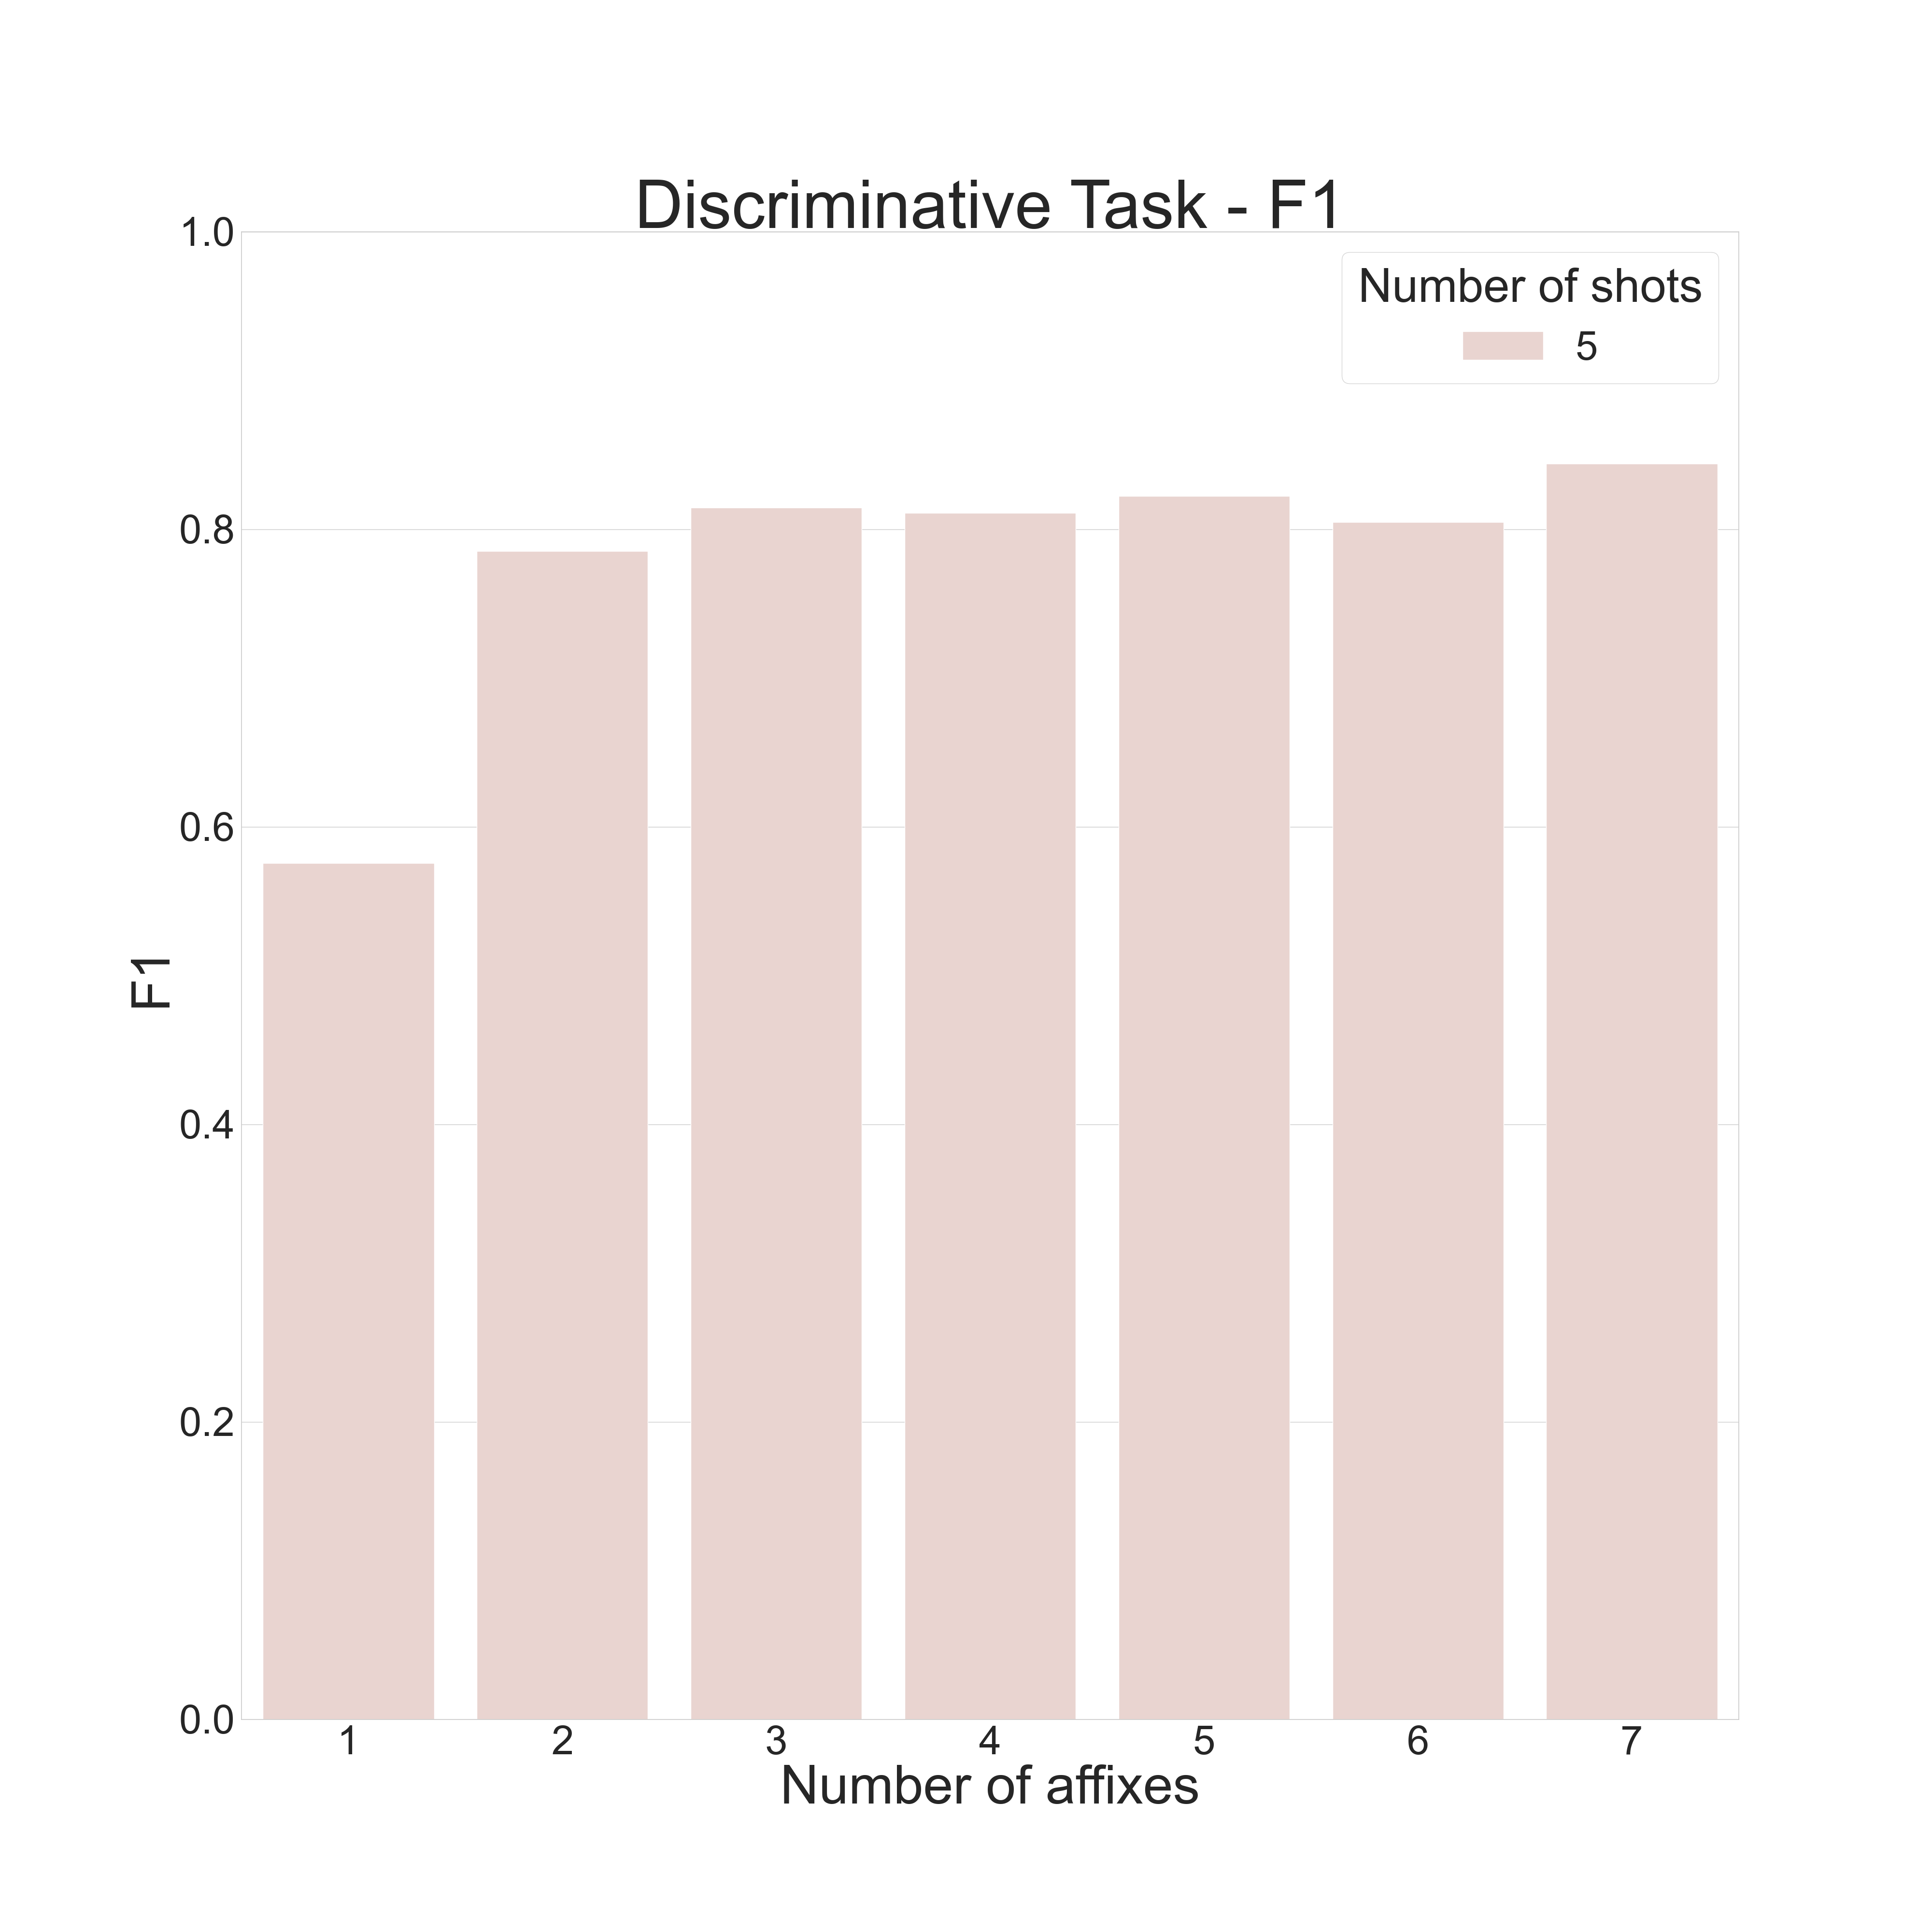 Discriminative Task - F1
Number of shots
5
1.0
0.8
0.6
0.4
0.2
0.0
F1
1 2 3 4 5 6 7
Number of affixes